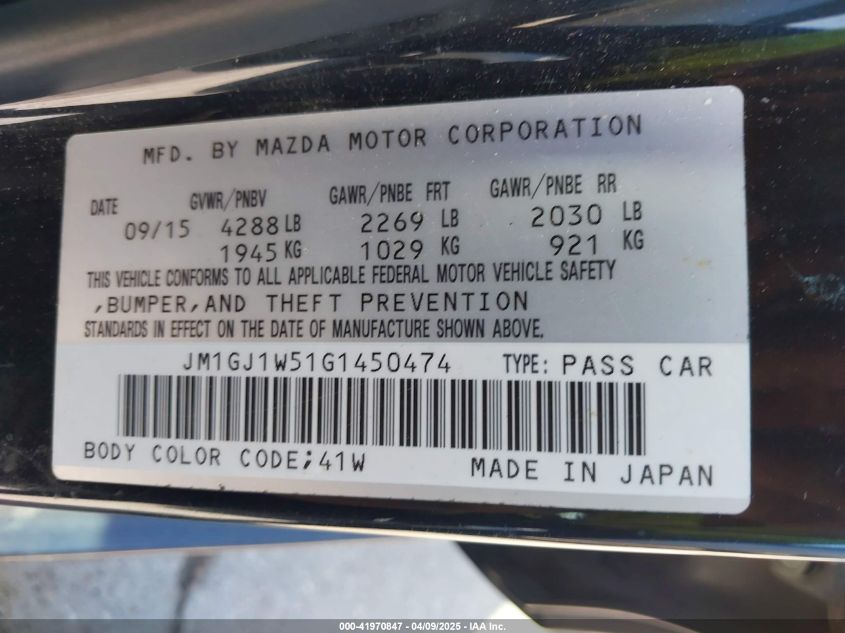 MFD. BY MAZDA MOTOR CORPORATION
DATE GVWR/PNBV GAWR/PNBE FRT GAWR/PNBE RR
09/15 4288 LB 2269 LB 2030 LB
1945 KG 1029 KG 921 KG
THIS VEHICLE CONFORMS TO ALL APPLICABLE FEDERAL MOTOR VEHICLE SAFETY
,BUMPER,AND THEFT PREVENTION
STANDARDS IN EFFECT ON THE DATE OF MANUFACTURE SHOWN ABOVE.
JM1GJ1W51G1450474 TYPE: PASS CAR
BODY COLOR CODE;41W MADE IN JAPAN
000-41970847 - 04/09/2025 - IAA Inc.